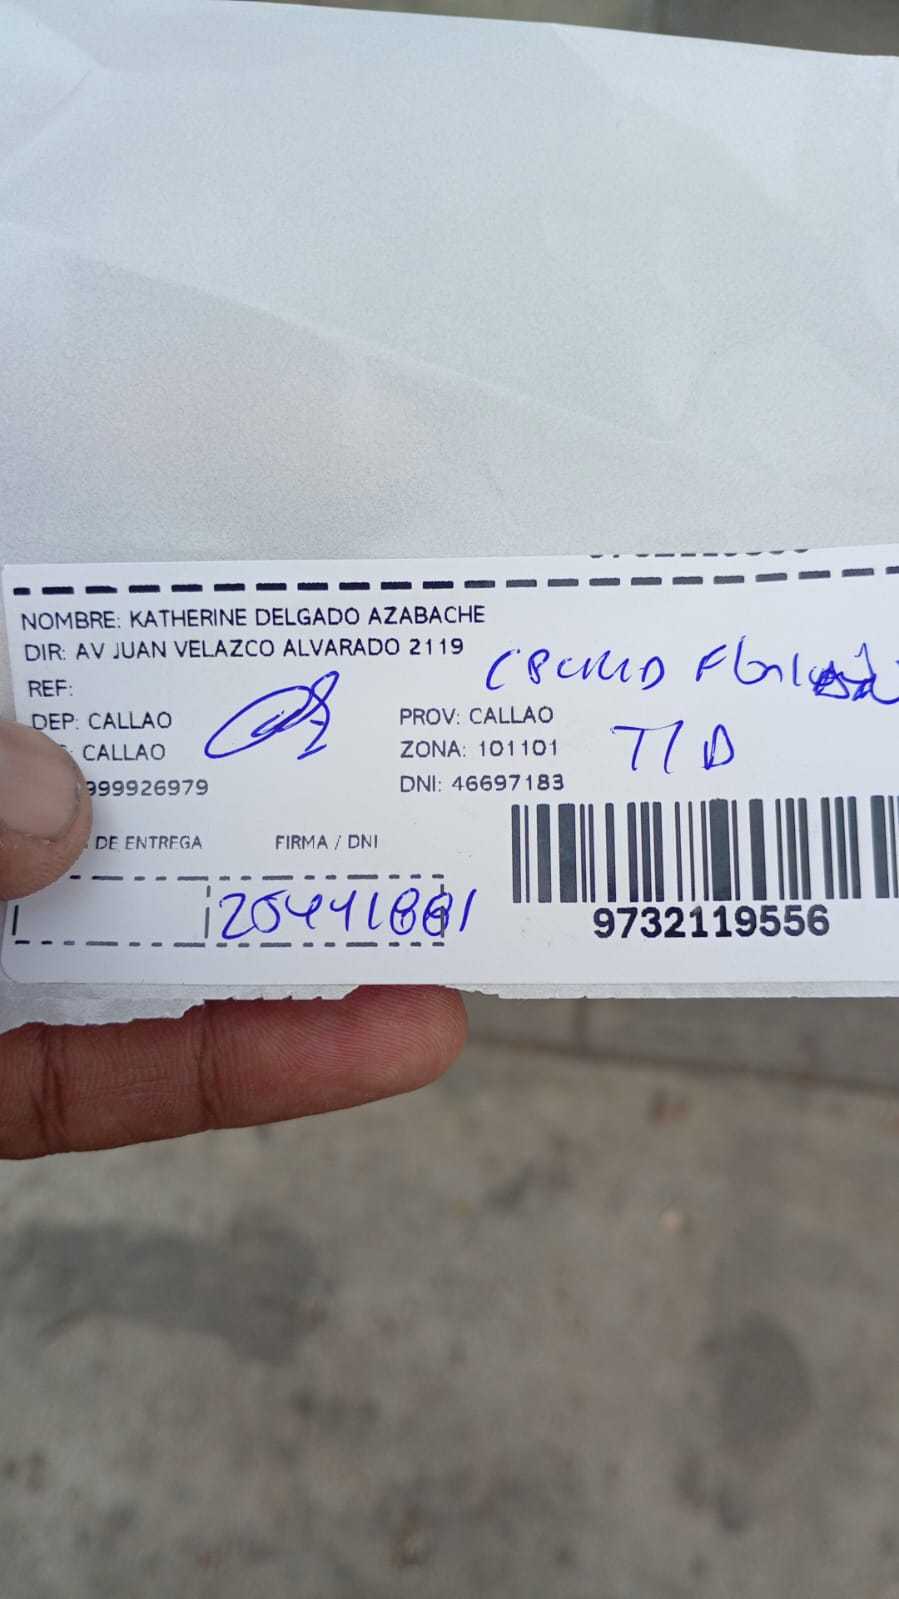 NOMBRE: KATHERINE DELGADO AZABACHE
DIR: AV JUAN VELAZCO ALVARADO 2119
REF:
DEP: CALLAO PROV: CALLAO
CALLAO ZONA: 101101
T/D
999926979 DNI: 46697183
DE ENTREGA FIRMA / DNI
9732119556